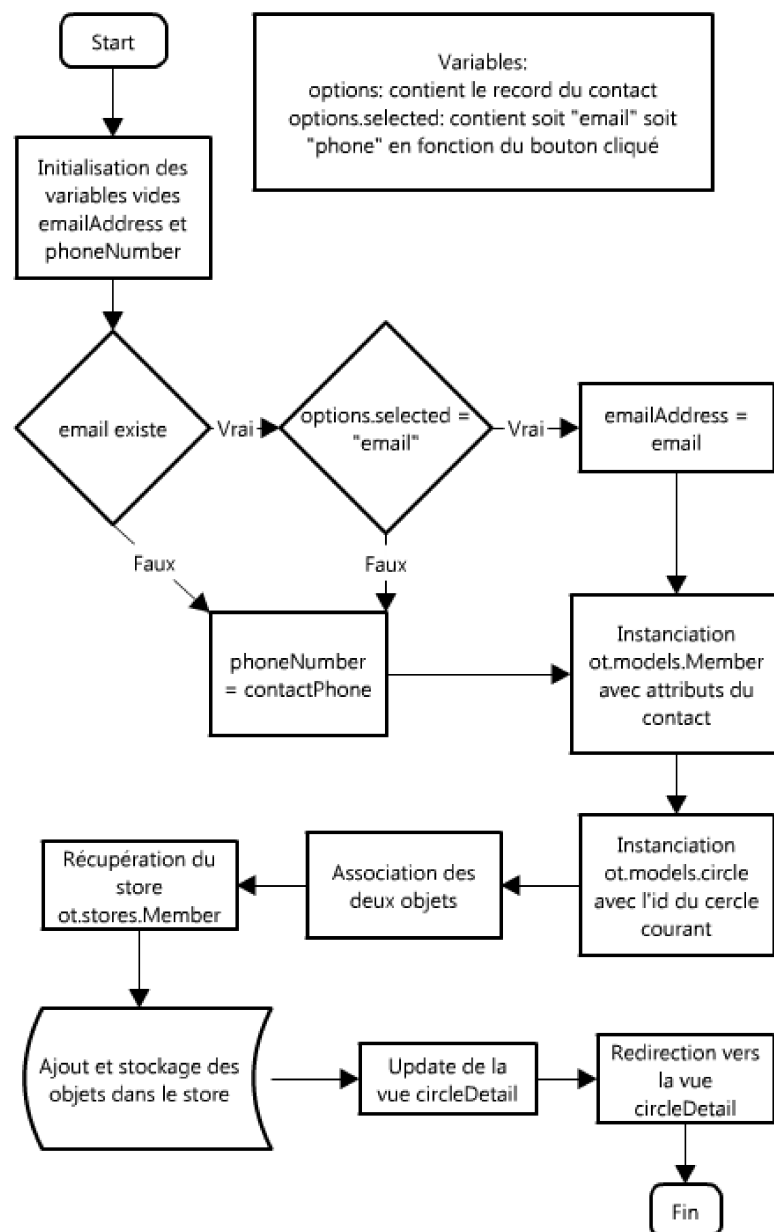 Start
Variables:
options: contient le record du contact
options.selected: contient soit "email" soit
"phone" en fonction du bouton cliqué
Initialisation des
variables vides
emailAddress et
phoneNumber
email existe
Vrai
options.selected =
"email"
Vrai
emailAddress =
email
Faux
Faux
phoneNumber
= contactPhone
Instanciation
ot.models.Member
avec attributs du
contact
Instanciation
ot.models.circle
avec l'id du cercle
courant
Association des
deux objets
Récupération du
store
ot.stores.Member
Ajout et stockage des
objets dans le store
Update de la
vue circleDetail
Redirection vers
la vue
circleDetail
Fin